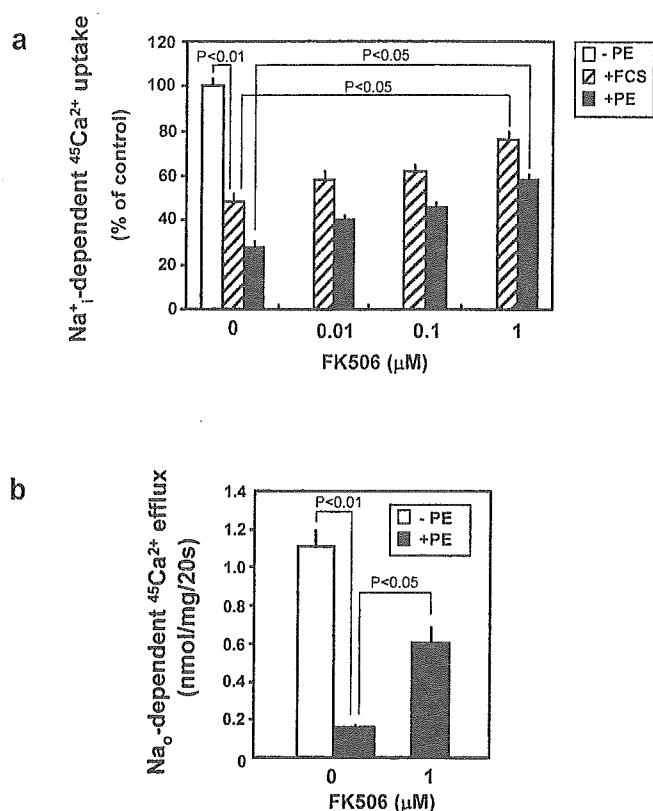 a
Na⁺ᵢ-dependent ⁴⁵Ca²⁺ uptake
(% of control)
120
100
80
60
40
20
0
P<0.01
P<0.05
P<0.05
- PE
+FCS
+PE
0 0.01 0.1 1
FK506 (μM)
b
Naₒ-dependent ⁴⁵Ca²⁺ efflux
(nmol/mg/20s)
1.4
1.2
1.0
0.8
0.6
0.4
0.2
0
P<0.01
P<0.05
- PE
+PE
0 1
FK506 (μM)